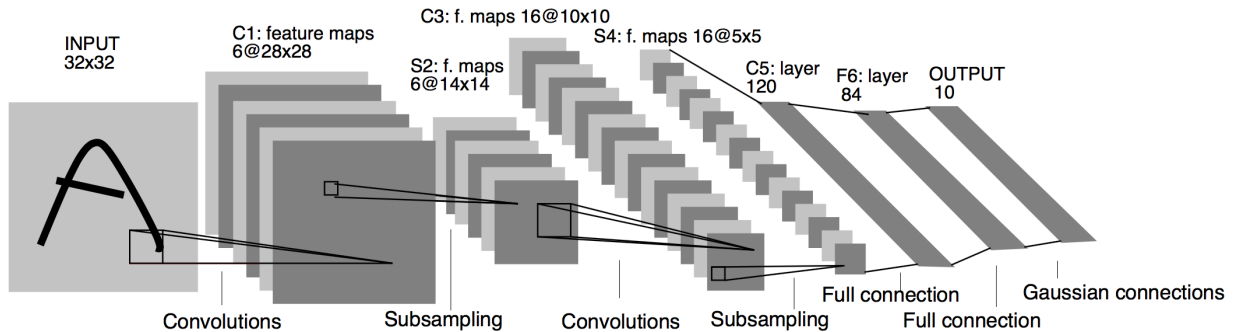 INPUT
32x32
C1: feature maps
6@28x28
S2: f. maps
6@14x14
C3: f. maps 16@10x10
S4: f. maps 16@5x5
C5: layer
120
F6: layer
84
OUTPUT
10
Convolutions
Subsampling
Convolutions
Subsampling
Full connection
Full connection
Gaussian connections
A